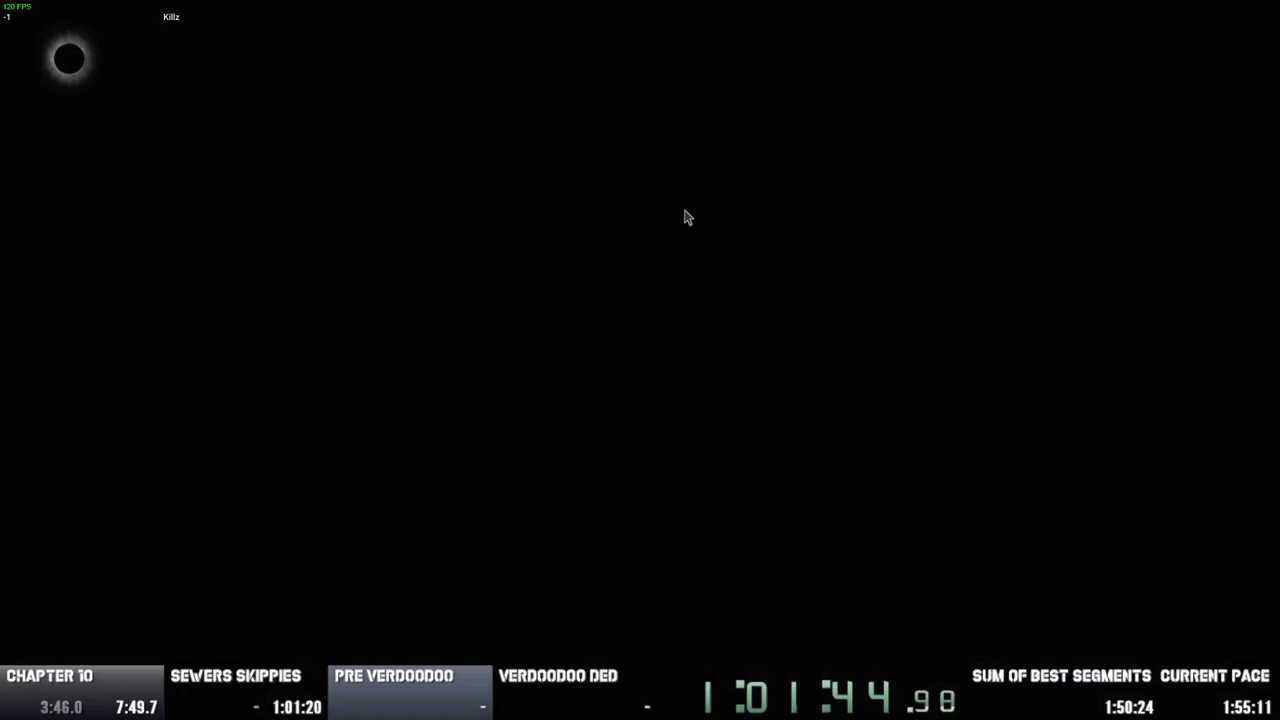 120 FPS
-1 Killz
CHAPTER 10 SEWERS SKIPPIES PRE VERDOODOO VERDOODOO DED SUM OF BEST SEGMENTS CURRENT PACE
3:46.0 7:49.7 - 1:01:20 - - 1:01:44.98 1:50:24 1:55:11